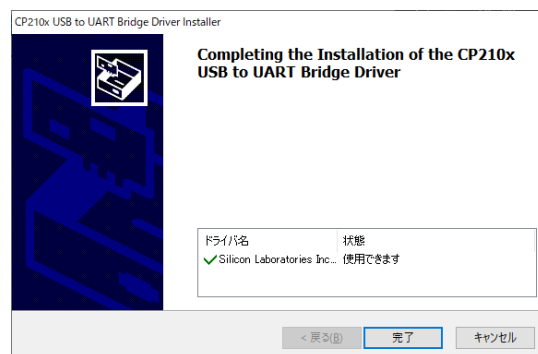 CP210x USB to UART Bridge Driver Installer
Completing the Installation of the CP210x
USB to UART Bridge Driver
ドライバ名 状態
Silicon Laboratories Inc... 使用できます
< 戻る(B) 完了 キャンセル